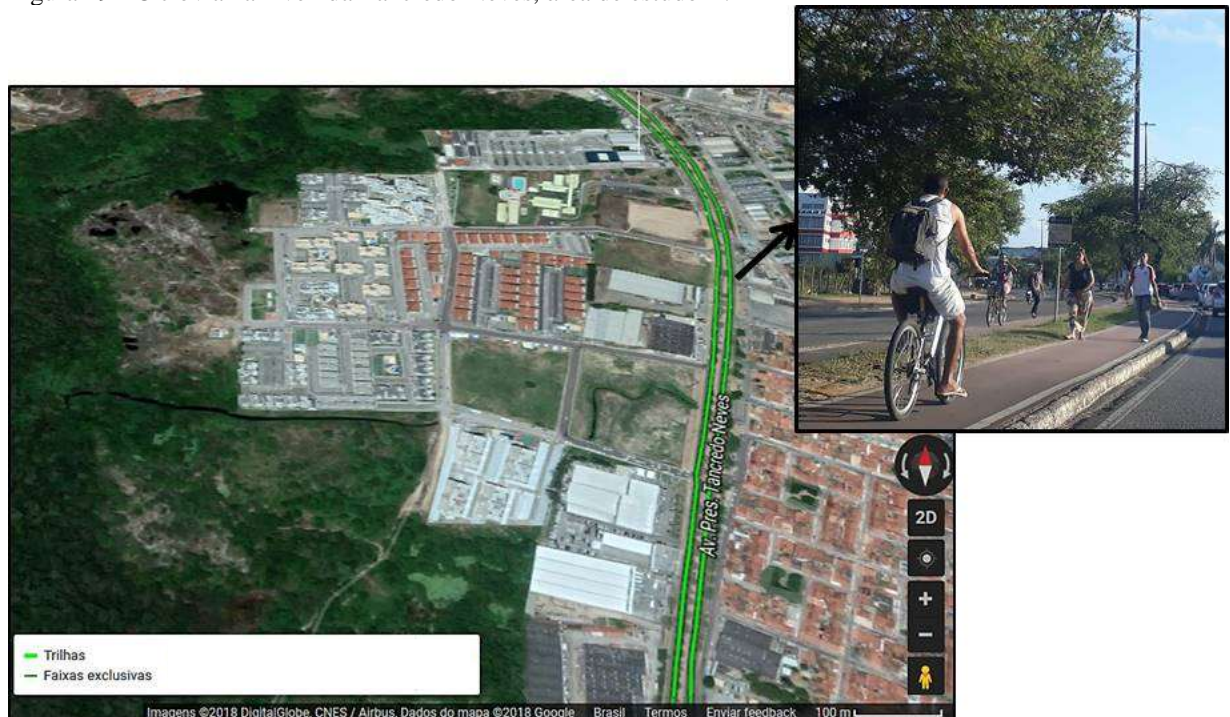 Av. Pres. Tancredo Neves
2D
Trilhas
Faixas exclusivas
Imagens ©2018 DigitalGlobe, CNES / Airbus, Dados do mapa ©2018 Google Brasil Termos Enviar feedback 100 m